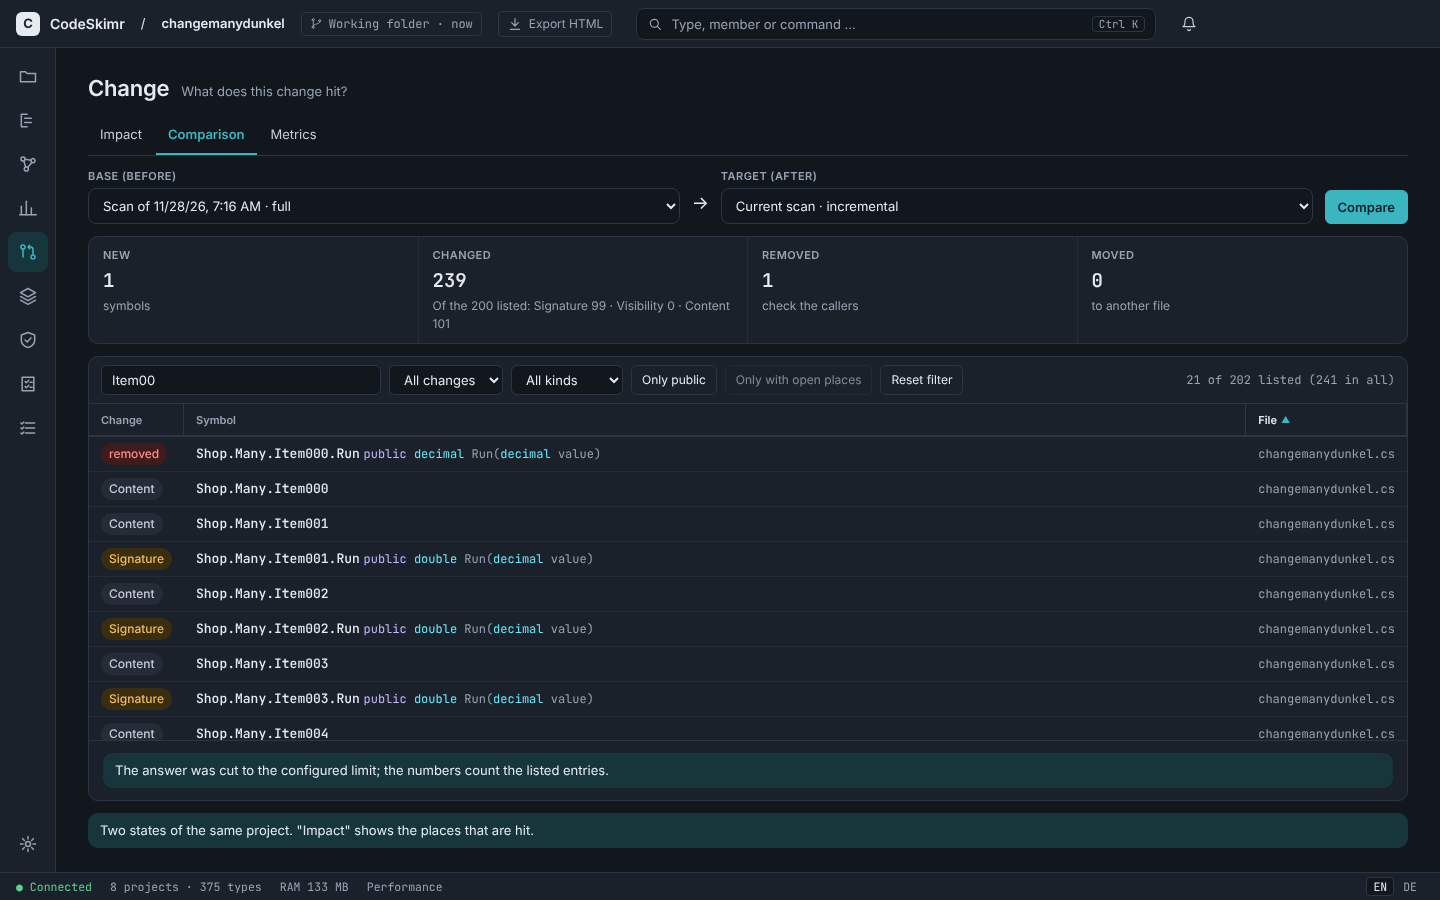 C CodeSkimr / changemanydunkel Working folder · now Export HTML Type, member or command ... Ctrl K
Change What does this change hit?
Impact Comparison Metrics
BASE (BEFORE) TARGET (AFTER)
Scan of 11/28/26, 7:16 AM · full → Current scan · incremental Compare
NEW CHANGED REMOVED MOVED
1 239 1 0
symbols Of the 200 listed: Signature 99 · Visibility 0 · Content check the callers to another file
101
Item00 All changes All kinds Only public Only with open places Reset filter 21 of 202 listed (241 in all)
Change Symbol File
removed Shop.Many.Item000.Run public decimal Run(decimal value) changemanydunkel.cs
Content Shop.Many.Item000 changemanydunkel.cs
Content Shop.Many.Item001 changemanydunkel.cs
Signature Shop.Many.Item001.Run public double Run(decimal value) changemanydunkel.cs
Content Shop.Many.Item002 changemanydunkel.cs
Signature Shop.Many.Item002.Run public double Run(decimal value) changemanydunkel.cs
Content Shop.Many.Item003 changemanydunkel.cs
Signature Shop.Many.Item003.Run public double Run(decimal value) changemanydunkel.cs
Content Shop.Many.Item004 changemanydunkel.cs
The answer was cut to the configured limit; the numbers count the listed entries.
Two states of the same project. "Impact" shows the places that are hit.
Connected 8 projects · 375 types RAM 133 MB Performance EN DE